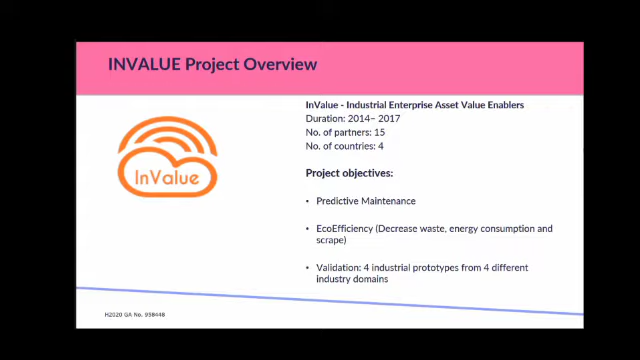 INVALUE Project Overview
InValue - Industrial Enterprise Asset Value Enablers
Duration: 2014– 2017
No. of partners: 15
No. of countries: 4
InValue
Project objectives:
• Predictive Maintenance
• EcoEfficiency (Decrease waste, energy consumption and
scrape)
• Validation: 4 industrial prototypes from 4 different
industry domains
H2020 GA No. 958448